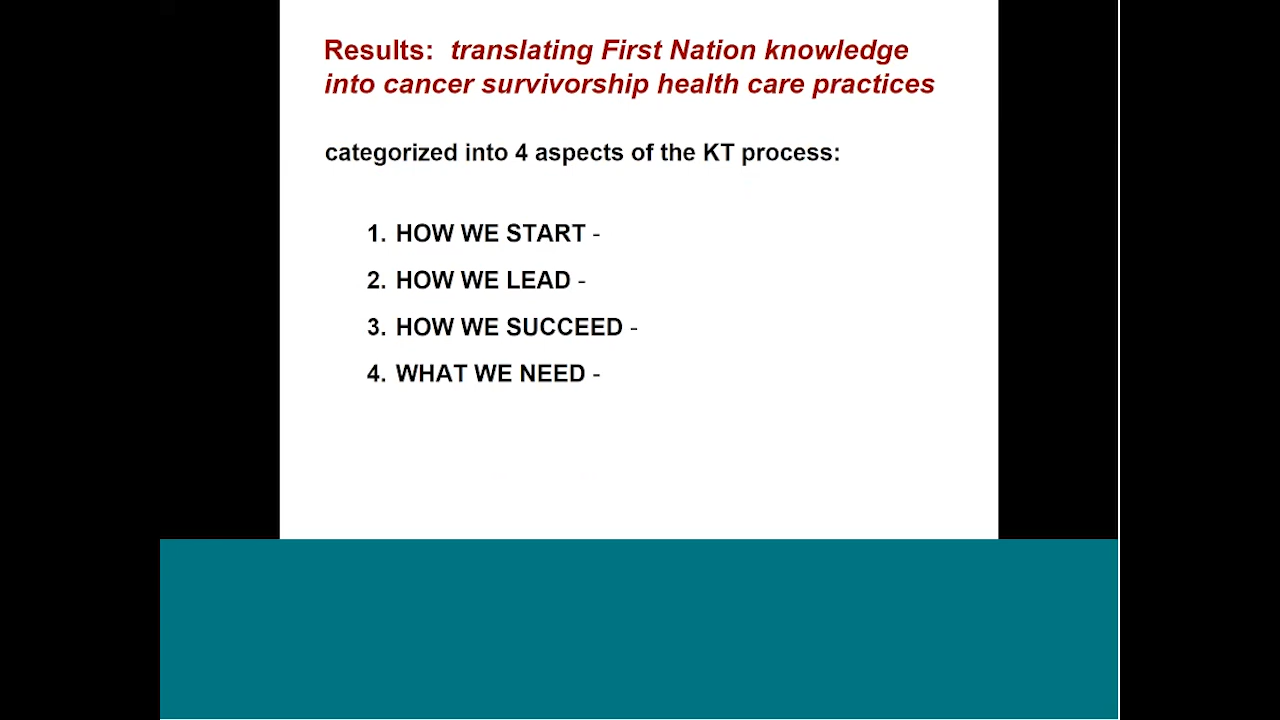 Results: translating First Nation knowledge
into cancer survivorship health care practices
categorized into 4 aspects of the KT process:
1. HOW WE START -
2. HOW WE LEAD -
3. HOW WE SUCCEED -
4. WHAT WE NEED -